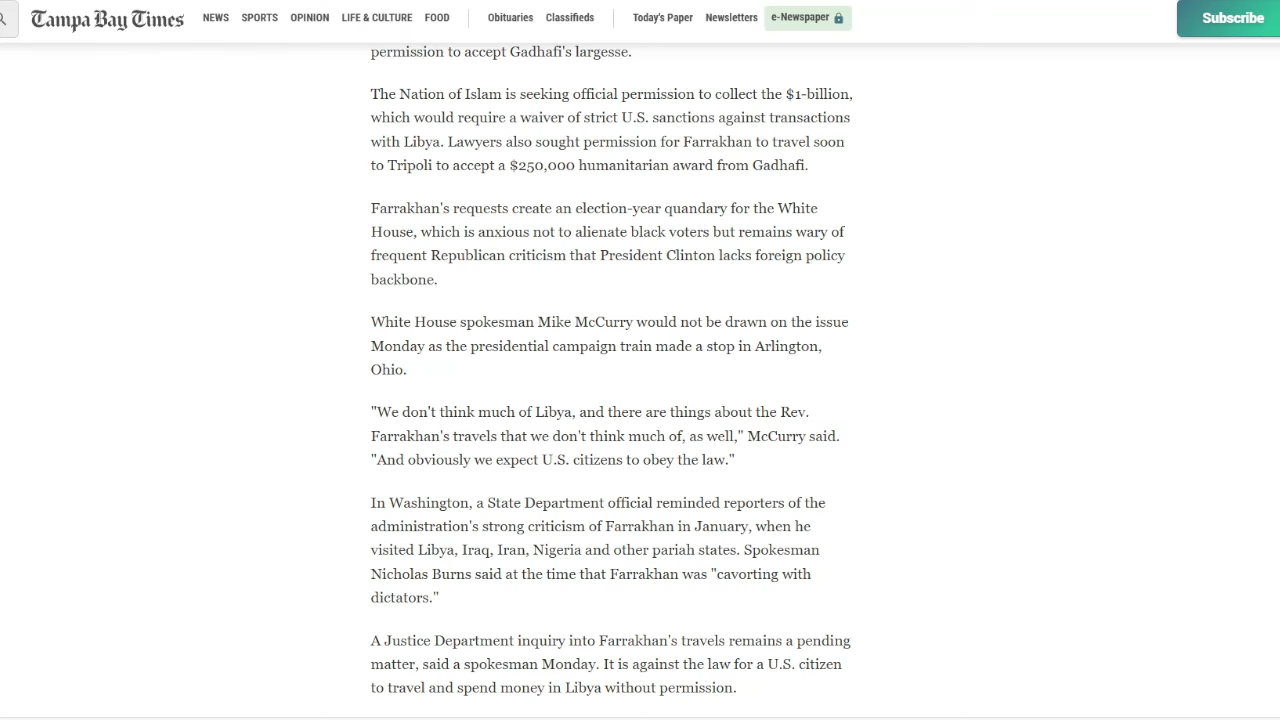 Tampa Bay Times NEWS SPORTS OPINION LIFE & CULTURE FOOD Obituaries Classifieds Today's Paper Newsletters e-Newspaper Subscribe
permission to accept Gadhafi's largesse.
The Nation of Islam is seeking official permission to collect the $1-billion,
which would require a waiver of strict U.S. sanctions against transactions
with Libya. Lawyers also sought permission for Farrakhan to travel soon
to Tripoli to accept a $250,000 humanitarian award from Gadhafi.
Farrakhan's requests create an election-year quandary for the White
House, which is anxious not to alienate black voters but remains wary of
frequent Republican criticism that President Clinton lacks foreign policy
backbone.
White House spokesman Mike McCurry would not be drawn on the issue
Monday as the presidential campaign train made a stop in Arlington,
Ohio.
"We don't think much of Libya, and there are things about the Rev.
Farrakhan's travels that we don't think much of, as well," McCurry said.
"And obviously we expect U.S. citizens to obey the law."
In Washington, a State Department official reminded reporters of the
administration's strong criticism of Farrakhan in January, when he
visited Libya, Iraq, Iran, Nigeria and other pariah states. Spokesman
Nicholas Burns said at the time that Farrakhan was "cavorting with
dictators."
A Justice Department inquiry into Farrakhan's travels remains a pending
matter, said a spokesman Monday. It is against the law for a U.S. citizen
to travel and spend money in Libya without permission.